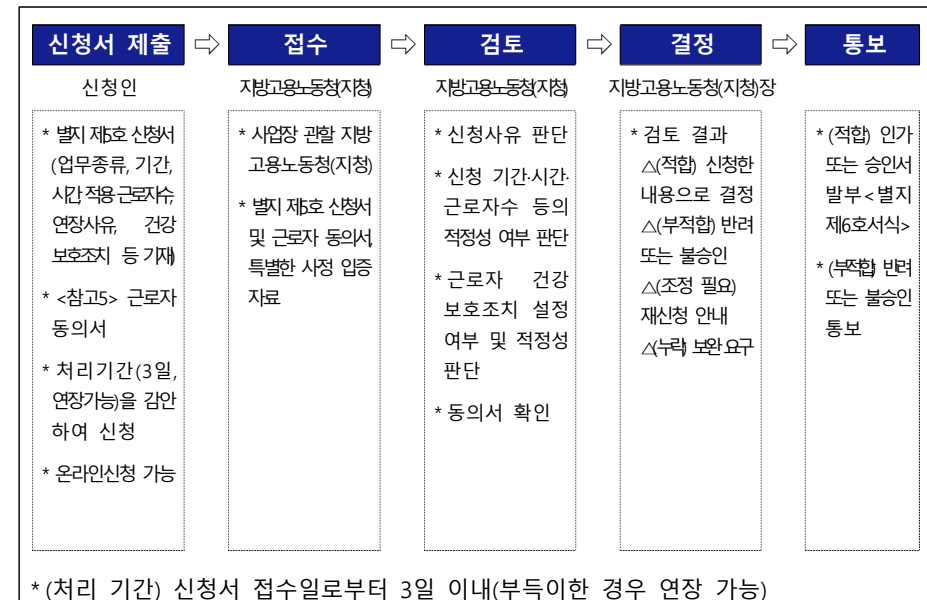 신청서 제출 ⇨ 접수 ⇨ 검토 ⇨ 결정 ⇨ 통보
신청인
* 별지 제5호 신청서
(업무종류, 기간,
시간, 적용 근로자수,
연장사유, 건강
보호조치 등 기재)
* <참고5> 근로자
동의서
* 처리기간(3일,
연장가능)을 감안
하여 신청
* 온라인신청 가능
지방고용노동청(지청)
* 사업장 관할 지방
고용노동청(지청)
* 별지 제5호 신청서
및 근로자 동의서,
특별한 사정 입증
자료
지방고용노동청(지청)
* 신청사유 판단
* 신청 기간·시간·
근로자수 등의
적정성 여부 판단
* 근로자 건강
보호조치 설정
여부 및 적정성
판단
* 동의서 확인
지방고용노동청(지청)장
* 검토 결과
△(적합) 신청한
내용으로 결정
△(부적합) 반려
또는 불승인
△(조정 필요)
재신청 안내
△(누락) 보완 요구
* (적합) 인가
또는 승인서
발부<별지
제6호서식>
* (부적합) 반려
또는 불승인
통보
* (처리 기간) 신청서 접수일로부터 3일 이내(부득이한 경우 연장 가능)